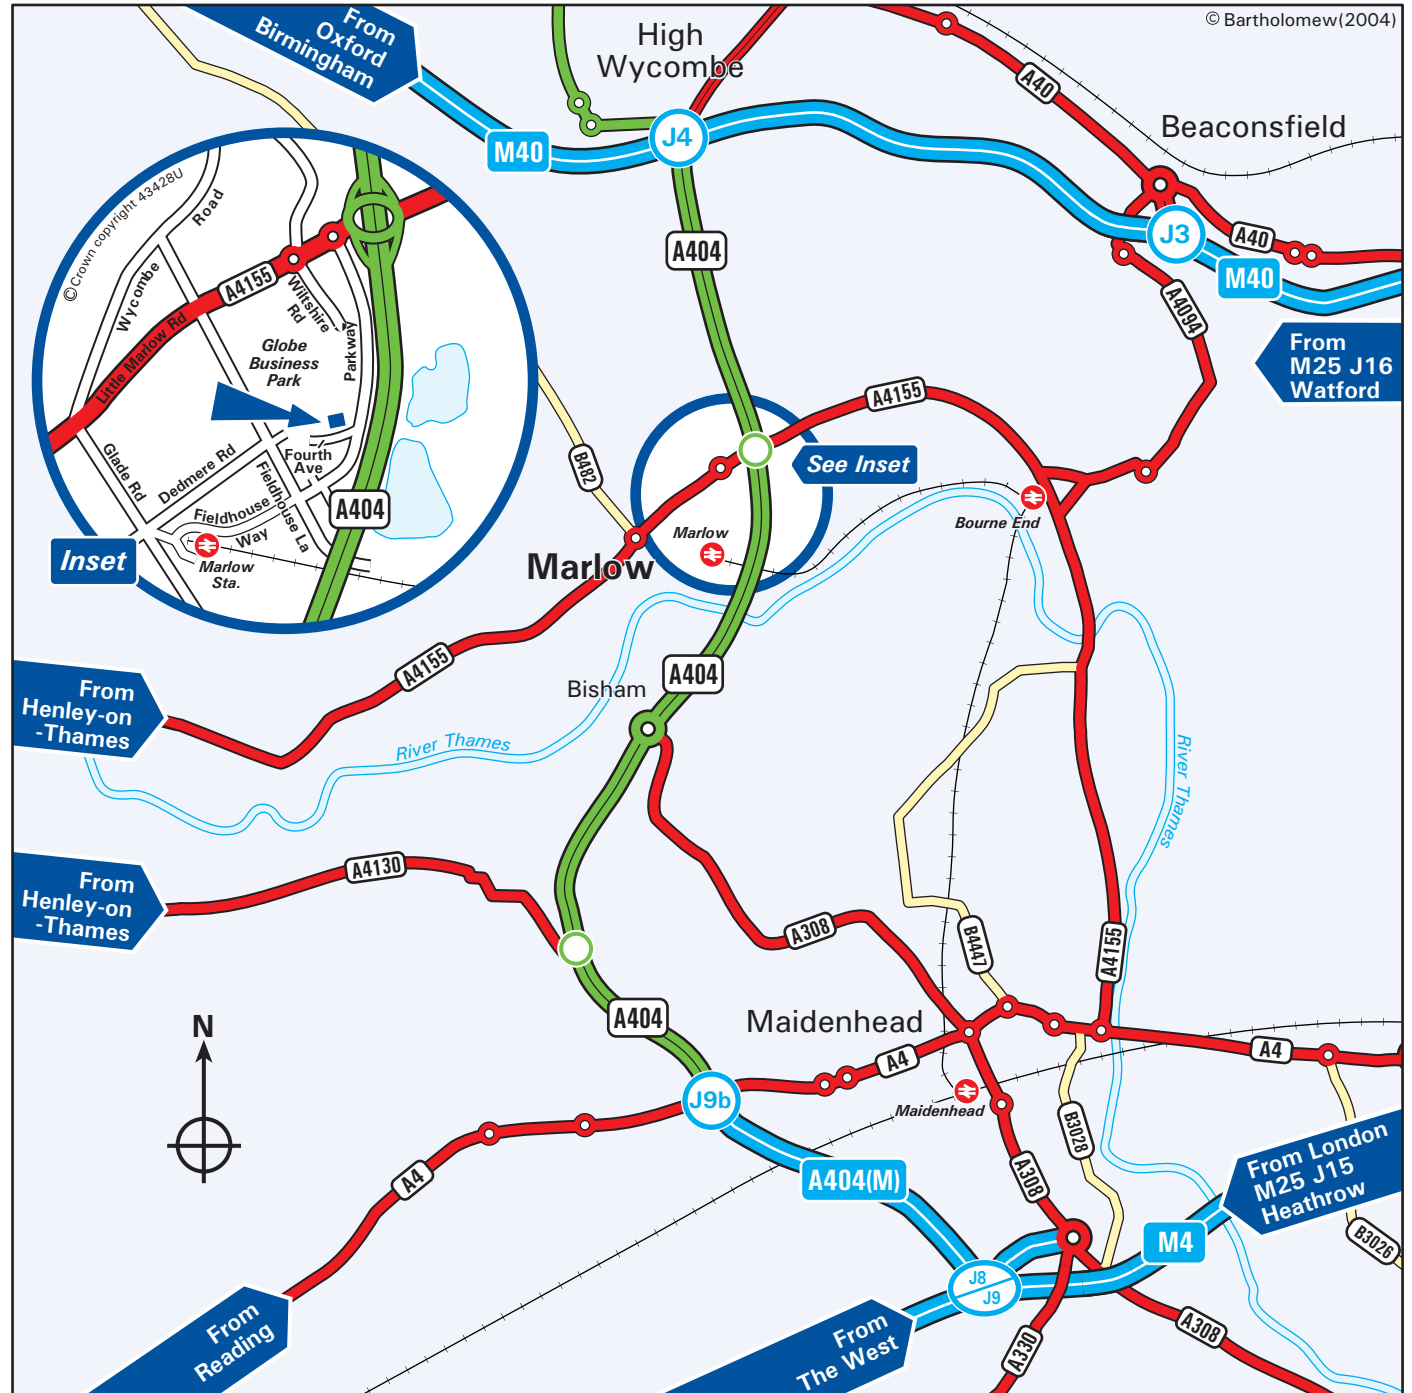 © Bartholomew(2004)
From
Oxford
Birmingham
High
Wycombe
A40
Beaconsfield
M40
J4
J3
A40
M40
A404
A4094
From
M25 J16
Watford
© Crown copyright 43428U
Road
Wycombe
A4155
Little Marlow Rd
Wiltshire
Rd
Parkway
Globe
Business
Park
Glade Rd
Dedmere Rd
Fourth
Ave
Fieldhouse La
Fieldhouse
Way
A404
Marlow
Sta.
Inset
A4155
B482
See Inset
Marlow
Marlow
Bourne End
A4155
A404
Bisham
From
Henley-on
-Thames
River Thames
River Thames
From
Henley-on
-Thames
A4130
A308
B4447
A4155
N
A404
Maidenhead
A4
A4
J9b
Maidenhead
B3028
A4
A404(M)
A308
From London
M25 J15
Heathrow
M4
B3026
J8
J9
From
Reading
From
The West
A330
A308